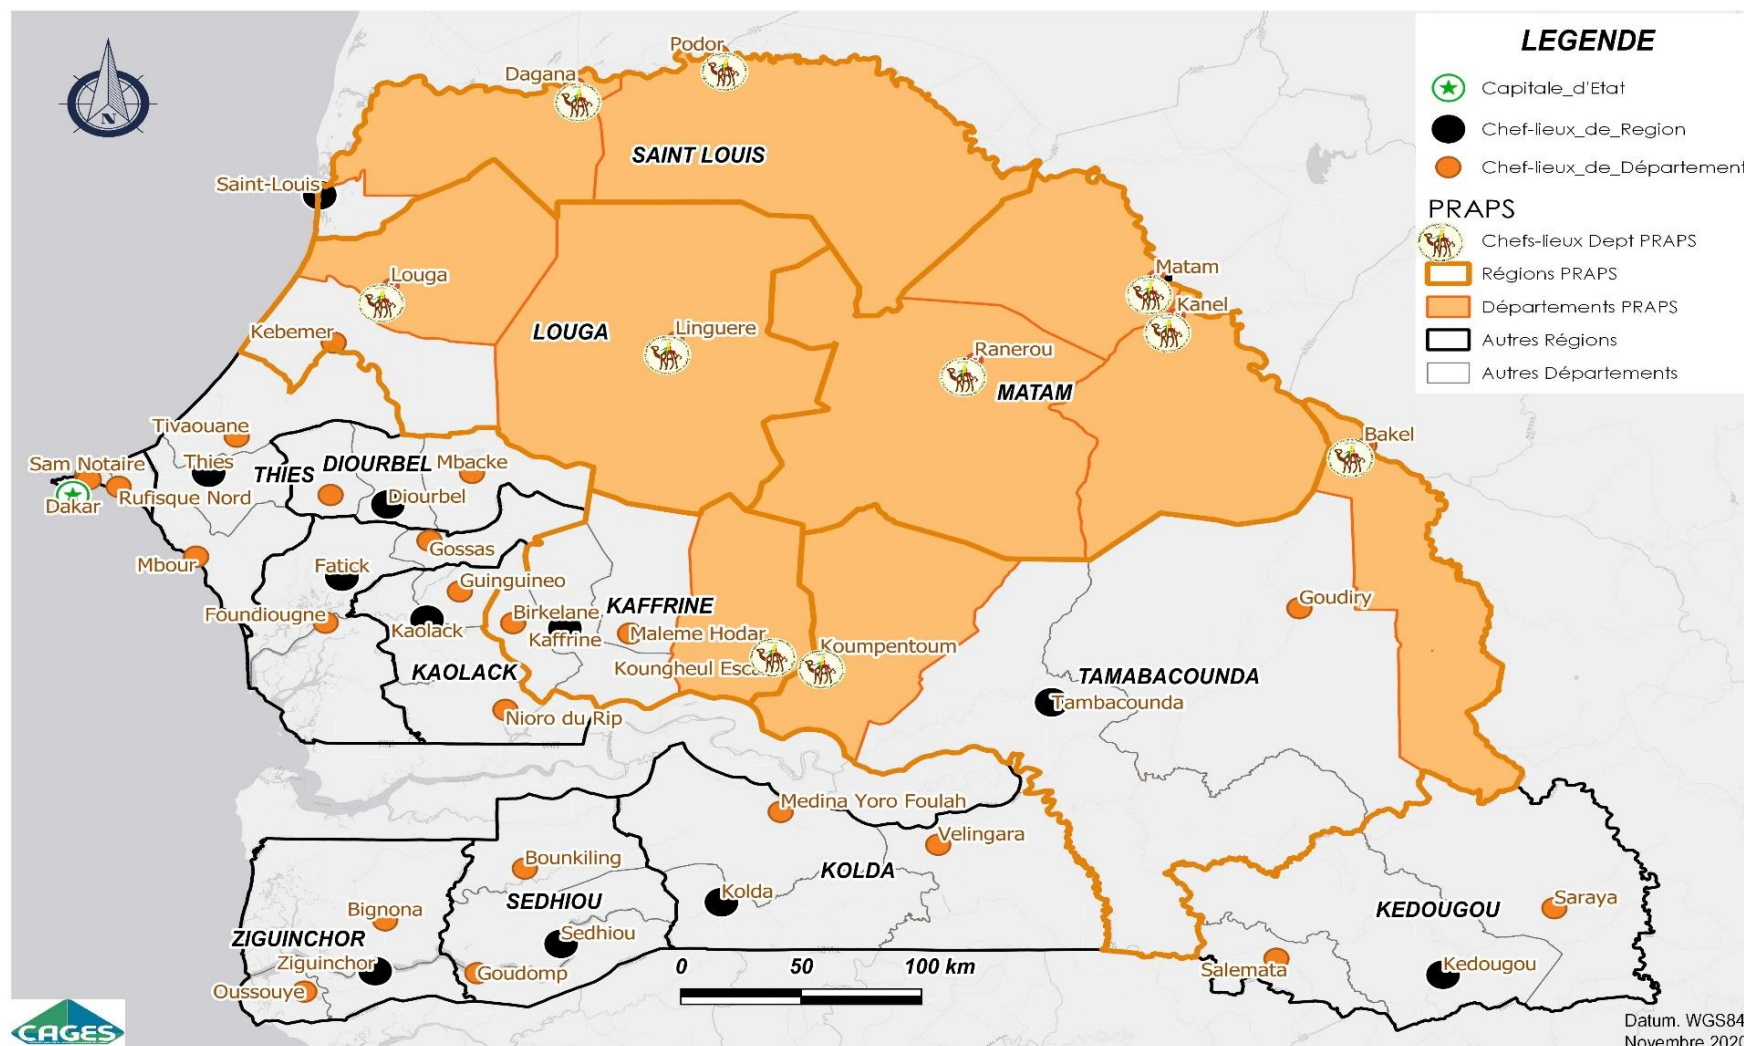 LEGENDE
Capitale_d'Etat
Chef-lieux_de_Region
Chef-lieux_de_Département
PRAPS
Chefs-lieux Dept PRAPS
Régions PRAPS
Départements PRAPS
Autres Régions
Autres Départements
N
Podor
Dagana
SAINT LOUIS
Saint-Louis
Louga
Matam
Kanel
Kebemer
LOUGA
Linguere
Ranerou
MATAM
Tivaouane
Bakel
Sam Notaire
Thies
THIES
DIOURBEL
Mbacke
Dakar
Rufisque Nord
Diourbel
Gossas
Mbour
Fatick
Guinguineo
Foundiougne
Kaolack
Birkelane
KAFFRINE
Kaffrine
Maleme Hodar
Goudiry
Koungheul Esca
Koumpentoum
KAOLACK
TAMABACOUNDA
Tambacounda
Nioro du Rip
Medina Yoro Foulah
Velingara
Bounkiling
KOLDA
Kolda
SEDHIOU
Saraya
KEDOUGOU
Bignona
ZIGUINCHOR
Sedhiou
Ziguinchor
Goudomp
Oussouye
Salemata
Kedougou
0 50 100 km
CAGES
Datum. WGS84
Novembre 2020